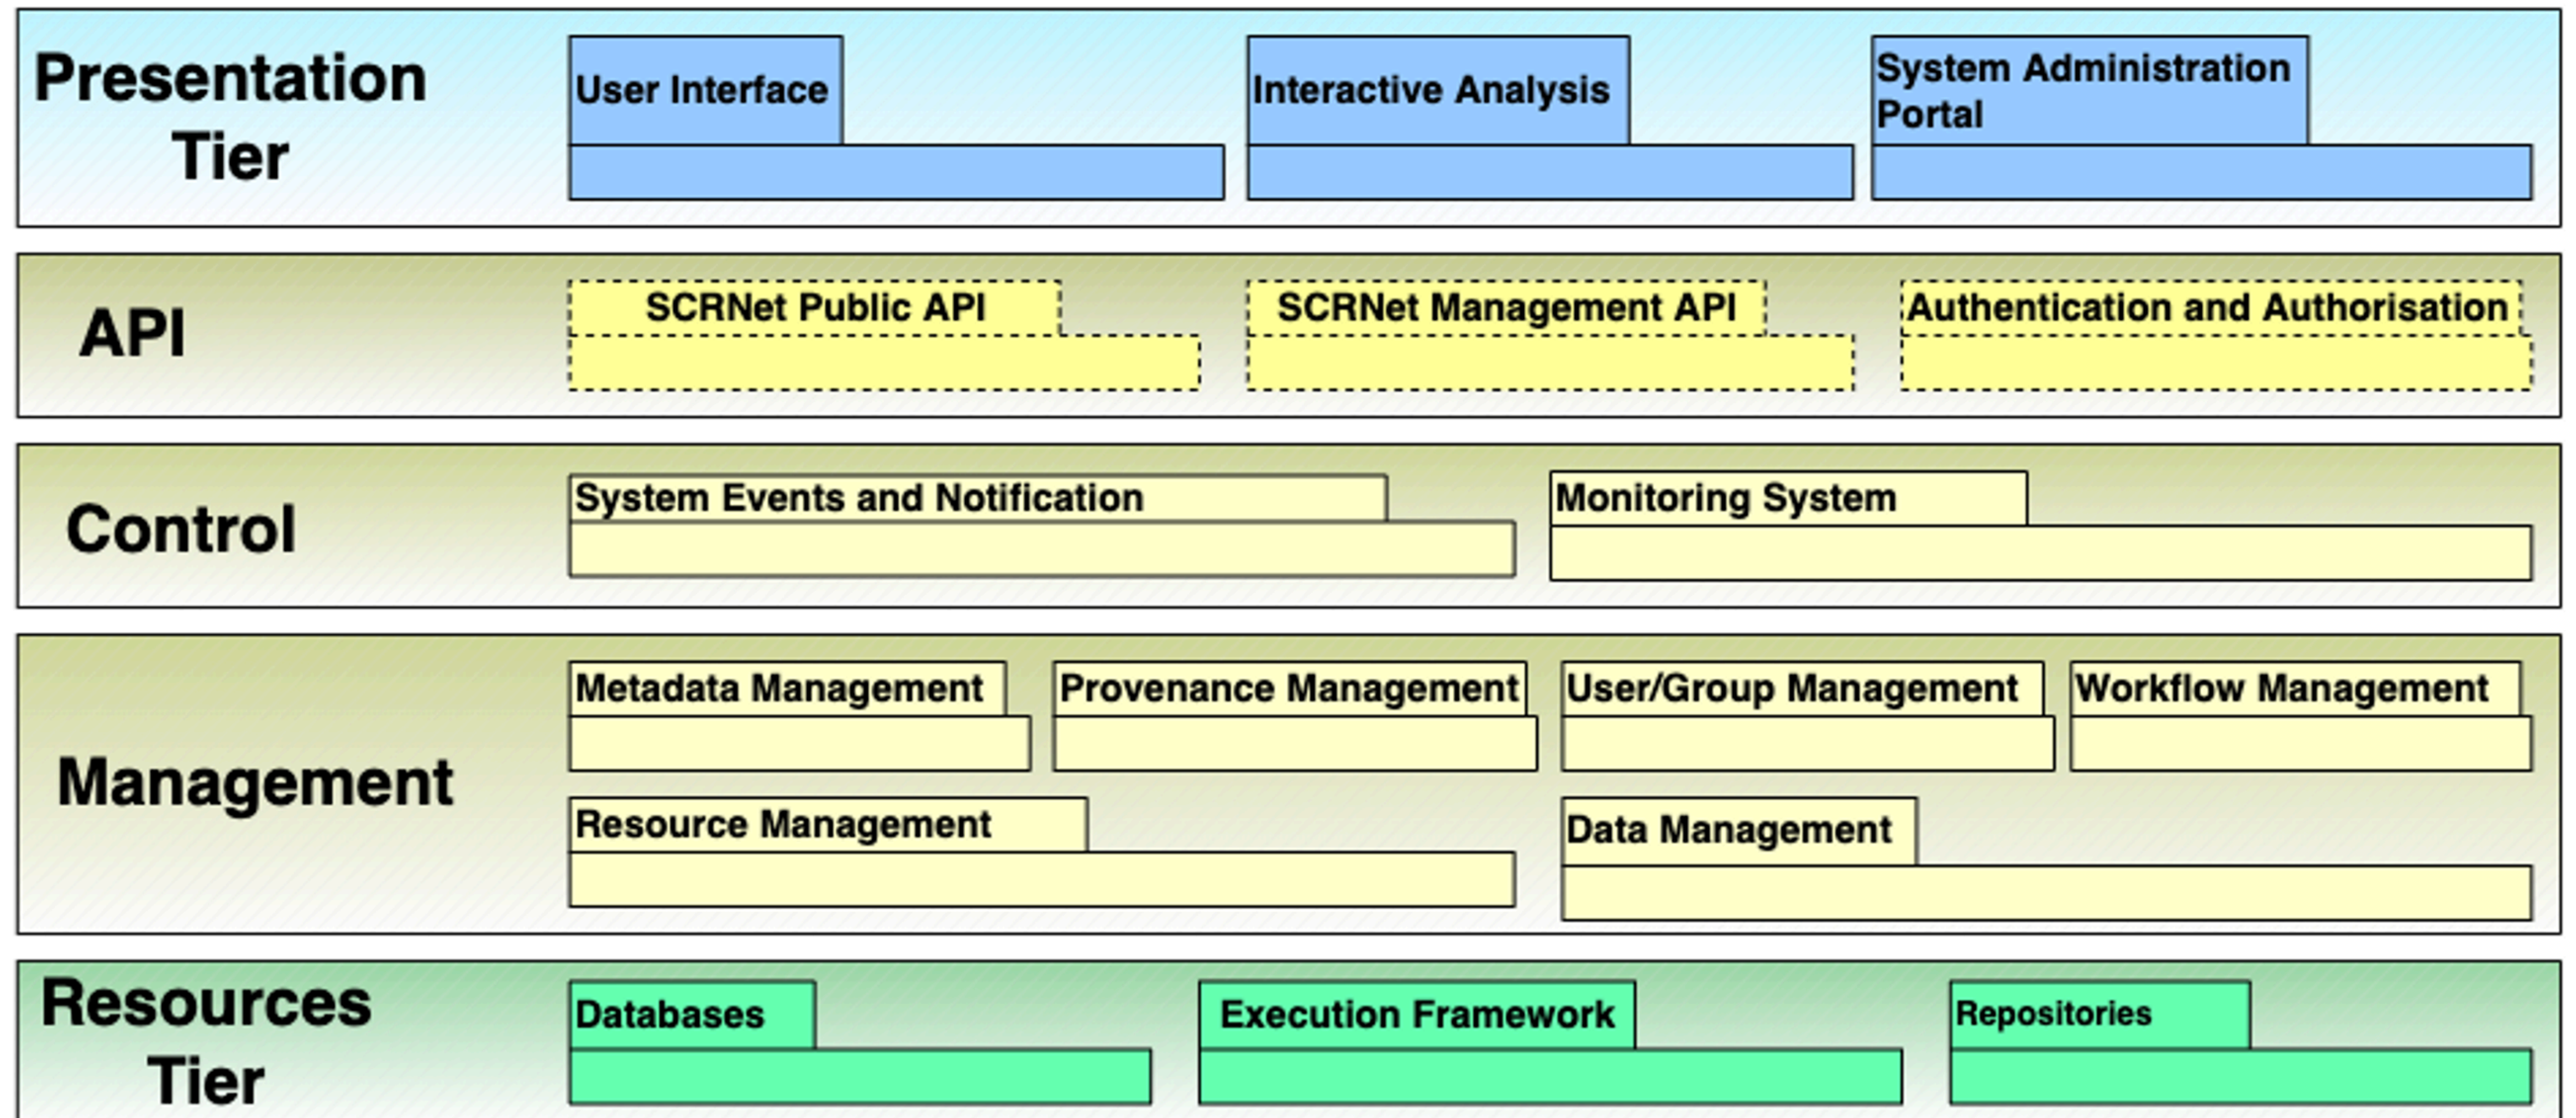 Presentation
Tier
User Interface
Interactive Analysis
System Administration
Portal
API
SCRNet Public API
SCRNet Management API
Authentication and Authorisation
Control
System Events and Notification
Monitoring System
Management
Metadata Management
Provenance Management
User/Group Management
Workflow Management
Resource Management
Data Management
Resources
Tier
Databases
Execution Framework
Repositories